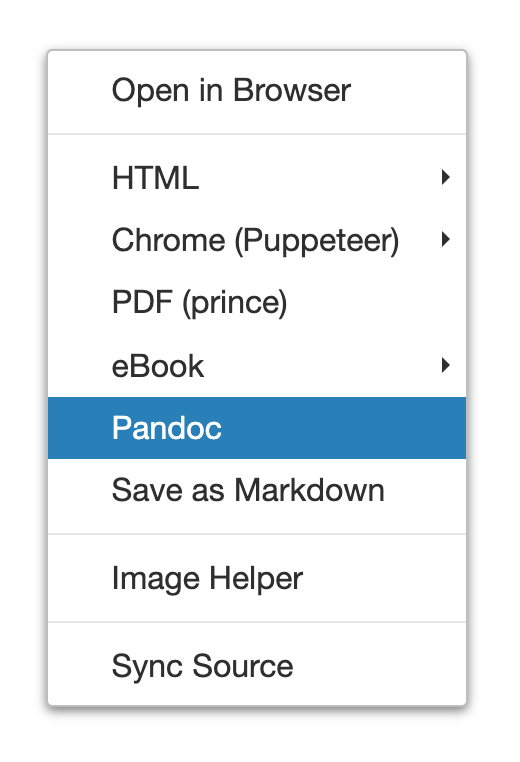 Open in Browser
HTML
Chrome (Puppeteer)
PDF (prince)
eBook
Pandoc
Save as Markdown
Image Helper
Sync Source